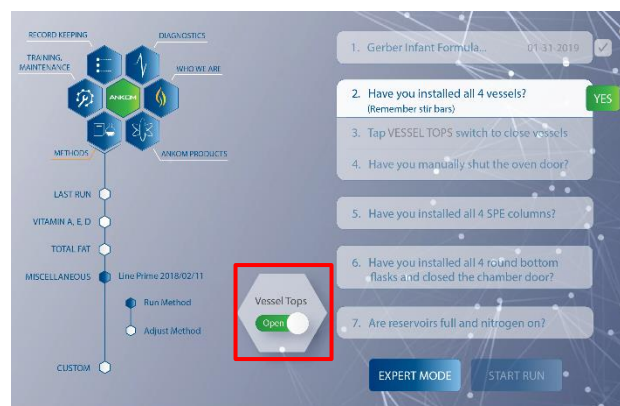 RECORD KEEPING
DIAGNOSTICS
TRAINING,
MAINTENANCE
WHO WE ARE
ANKOM
METHODS
ANKOM PRODUCTS
LAST RUN
VITAMIN A, E, D
TOTAL FAT
MISCELLANEOUS
Line Prime 2018/02/11
Run Method
Adjust Method
CUSTOM
Vessel Tops
Open
1. Gerber Infant Formula... 01-31-2019
2. Have you installed all 4 vessels?
(Remember stir bars)
YES
3. Tap VESSEL TOPS switch to close vessels
4. Have you manually shut the oven door?
5. Have you installed all 4 SPE columns?
6. Have you installed all 4 round bottom
flasks and closed the chamber door?
7. Are reservoirs full and nitrogen on?
EXPERT MODE
START RUN